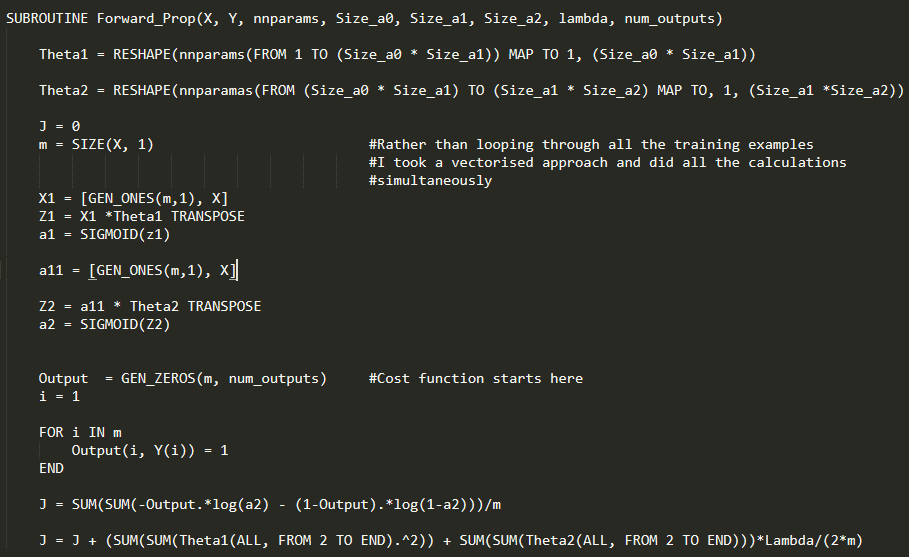 SUBROUTINE Forward_Prop(X, Y, nnparams, Size_a0, Size_a1, Size_a2, lambda, num_outputs)
Theta1 = RESHAPE(nnparams(FROM 1 TO (Size_a0 * Size_a1)) MAP TO 1, (Size_a0 * Size_a1))
Theta2 = RESHAPE(nnparamas(FROM (Size_a0 * Size_a1) TO (Size_a1 * Size_a2) MAP TO, 1, (Size_a1 *Size_a2))
J = 0
m = SIZE(X, 1) #Rather than looping through all the training examples
#I took a vectorised approach and did all the calculations
#simultaneously
X1 = [GEN_ONES(m,1), X]
Z1 = X1 *Theta1 TRANSPOSE
a1 = SIGMOID(z1)
a11 = [GEN_ONES(m,1), X]
Z2 = a11 * Theta2 TRANSPOSE
a2 = SIGMOID(Z2)
Output = GEN_ZEROS(m, num_outputs) #Cost function starts here
i = 1
FOR i IN m
Output(i, Y(i)) = 1
END
J = SUM(SUM(-Output.*log(a2) - (1-Output).*log(1-a2)))/m
J = J + (SUM(SUM(Theta1(ALL, FROM 2 TO END).^2)) + SUM(SUM(Theta2(ALL, FROM 2 TO END)))*Lambda/(2*m)